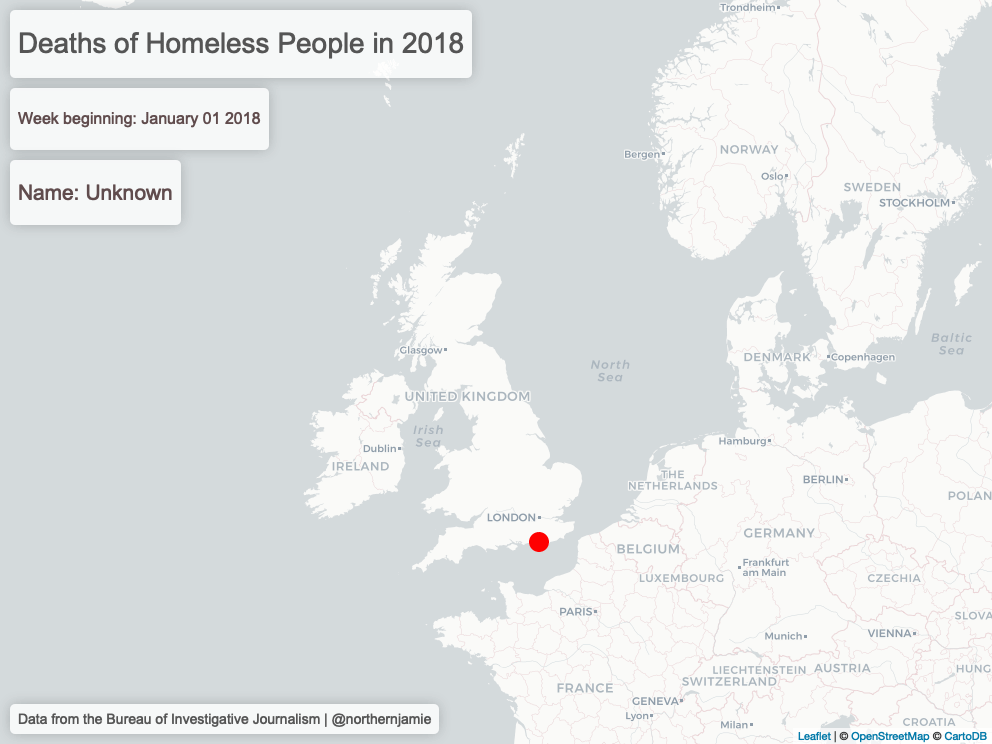 Deaths of Homeless People in 2018
Week beginning: January 01 2018
Name: Unknown
Trondheim
Bergen
NORWAY
Oslo
SWEDEN
STOCKHOLM
Glasgow
North
Sea
DENMARK
Copenhagen
Baltic
Sea
UNITED KINGDOM
Irish
Sea
Dublin
IRELAND
Hamburg
THE
NETHERLANDS
BERLIN
POLAN
LONDON
BELGIUM
GERMANY
Frankfurt
am Main
LUXEMBOURG
CZECHIA
PARIS
SLOVA
Munich
VIENNA
LIECHTENSTEIN
AUSTRIA
HUNG
SWITZERLAND
FRANCE
GENEVA
Lyon
Milan
CROATIA
Data from the Bureau of Investigative Journalism | @northernjamie
Leaflet | © OpenStreetMap © CartoDB